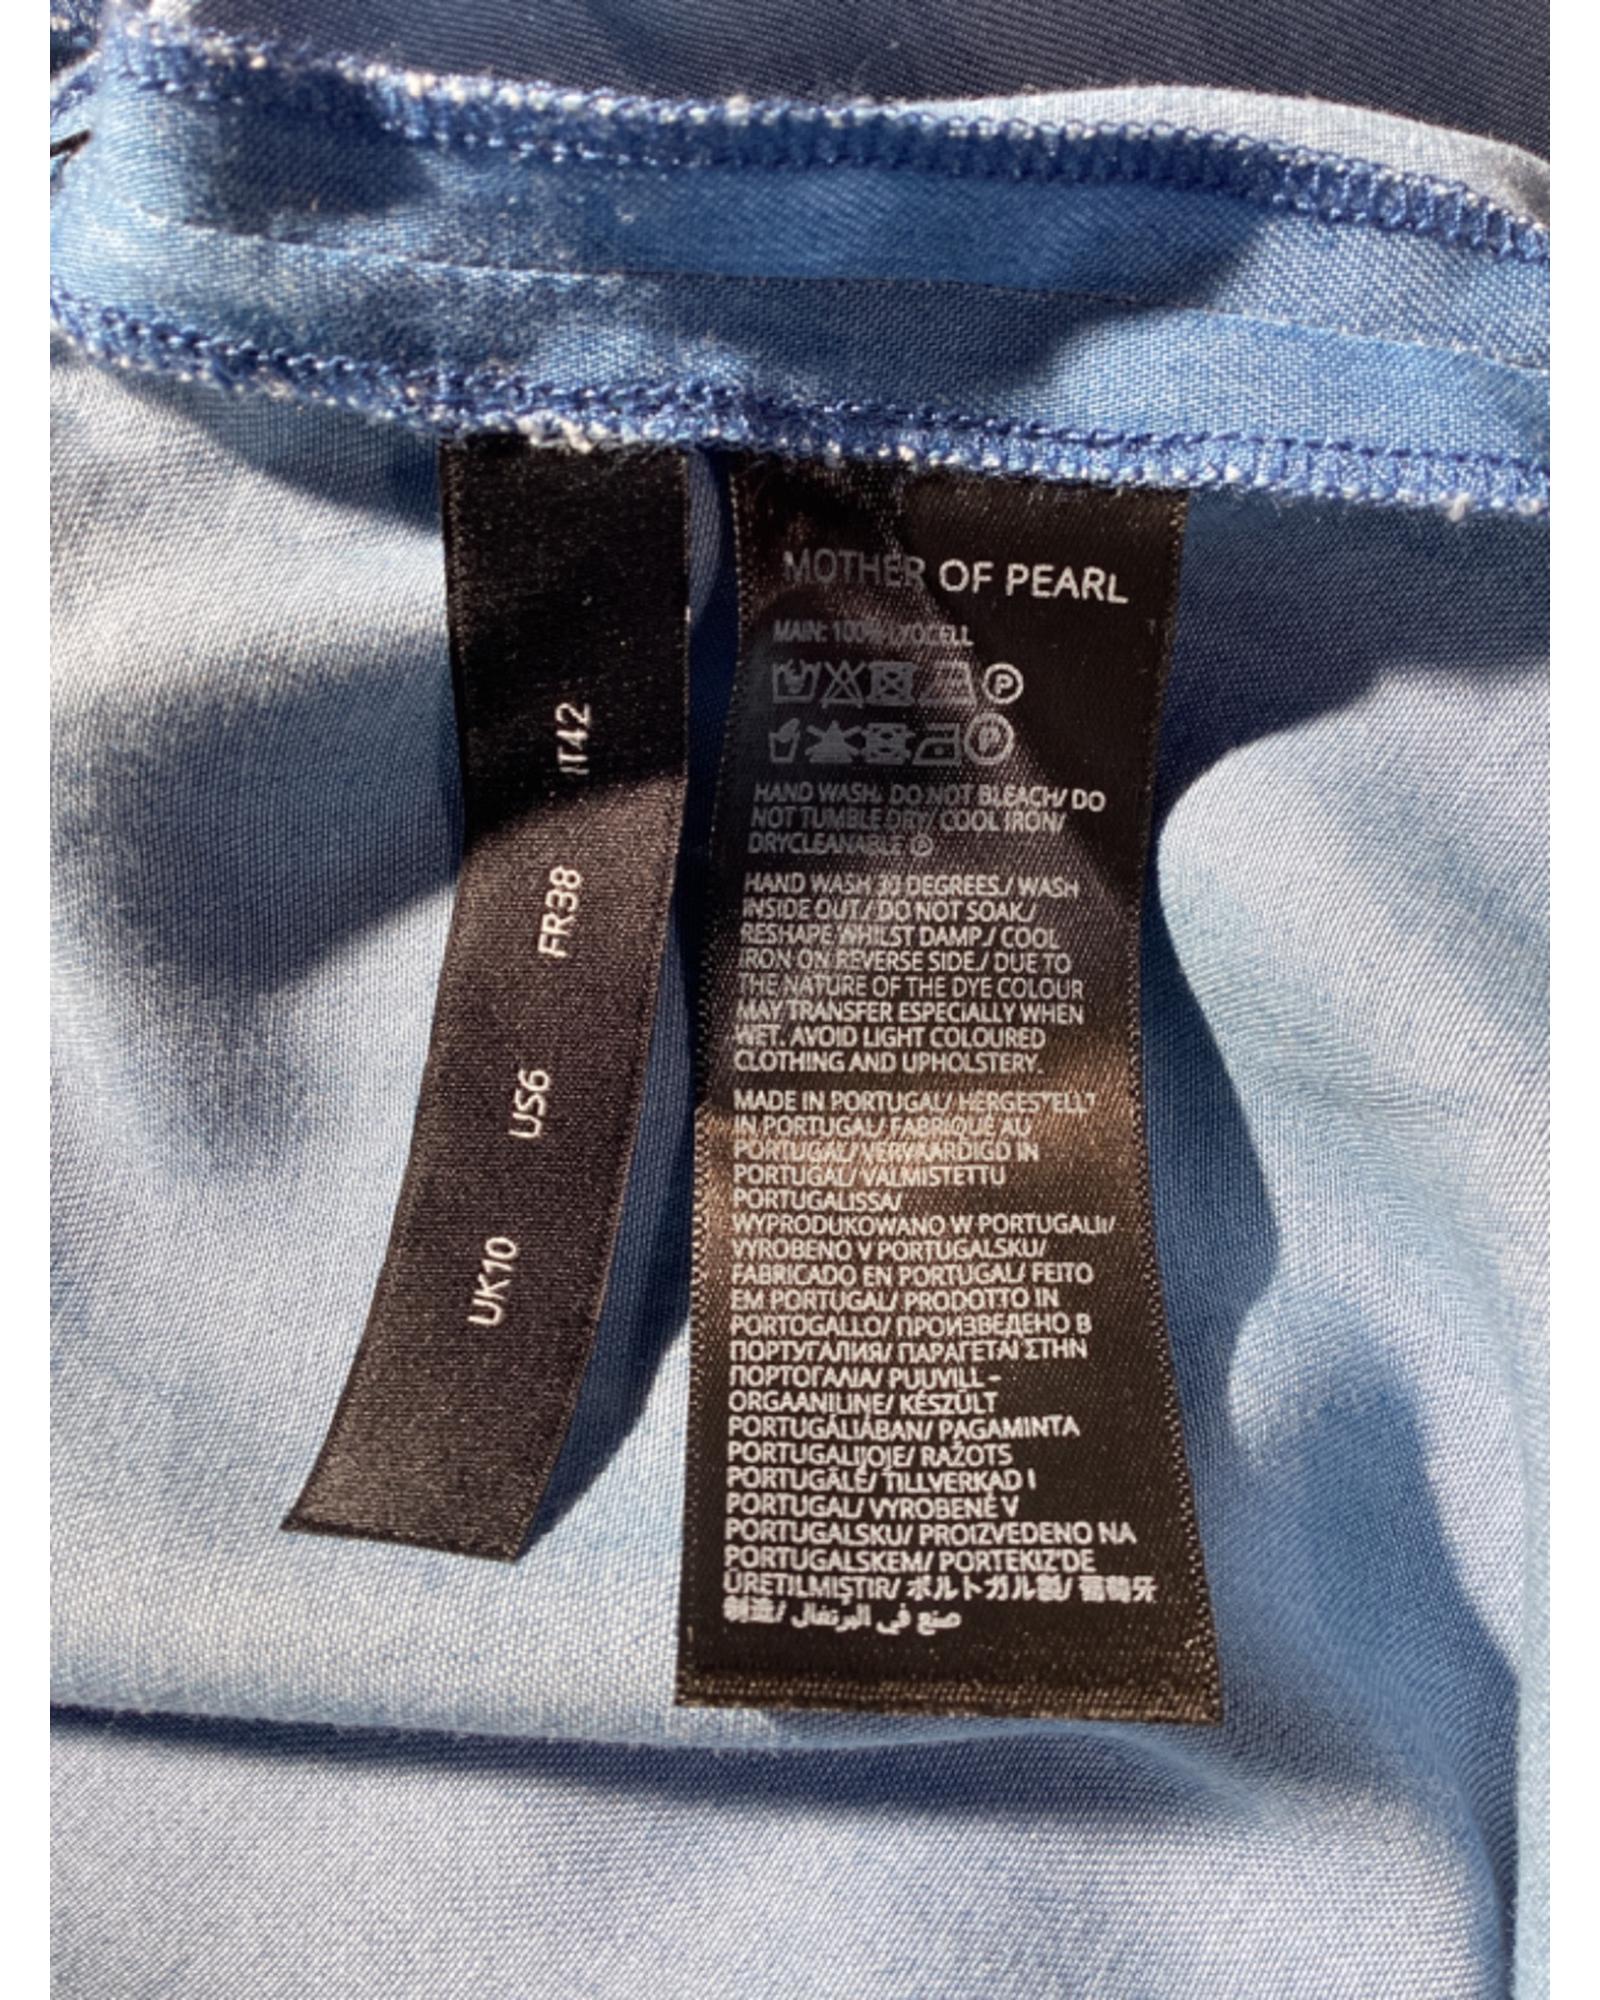 IT42
FR38
US6
UK10
MOTHER OF PEARL
MAIN: 100% LYOCELL
P
P
HAND WASH/ DO NOT BLEACH/ DO
NOT TUMBLE DRY/ COOL IRON/
DRYCLEANABLE Ⓟ
HAND WASH 30 DEGREES./ WASH
INSIDE OUT./ DO NOT SOAK./
RESHAPE WHILST DAMP./ COOL
IRON ON REVERSE SIDE./ DUE TO
THE NATURE OF THE DYE COLOUR
MAY TRANSFER ESPECIALLY WHEN
WET. AVOID LIGHT COLOURED
CLOTHING AND UPHOLSTERY.
MADE IN PORTUGAL/ HERGESTELLT
IN PORTUGAL/ FABRIQUÉ AU
PORTUGAL/ VERVAARDIGD IN
PORTUGAL/ VALMISTETTU
PORTUGALISSA/
WYPRODUKOWANO W PORTUGALII/
VYROBENO V PORTUGALSKU/
FABRICADO EN PORTUGAL/ FEITO
EM PORTUGAL/ PRODOTTO IN
PORTOGALLO/ ПРОИЗВЕДЕНО В
ПОРТУГАЛИЯ/ ΠΑΡΑΓΕΤΑΙ ΣΤΗΝ
ΠΟΡΤΟΓΑΛΙΑ/ PUUVILL -
ORGAANILINE/ KÉSZÜLT
PORTUGÁLIÁBAN/ PAGAMINTA
PORTUGALIJOJE/ RAŽOTS
PORTUGĀLE/ TILLVERKAD I
PORTUGAL/ VYROBENÉ V
PORTUGALSKU/ PROIZVEDENO NA
PORTUGALSKEM/ PORTEKIZ'DE
ÜRETILMIŞTIR/ ポルトガル製/ 葡萄牙
制造/ صنع في البرتغال